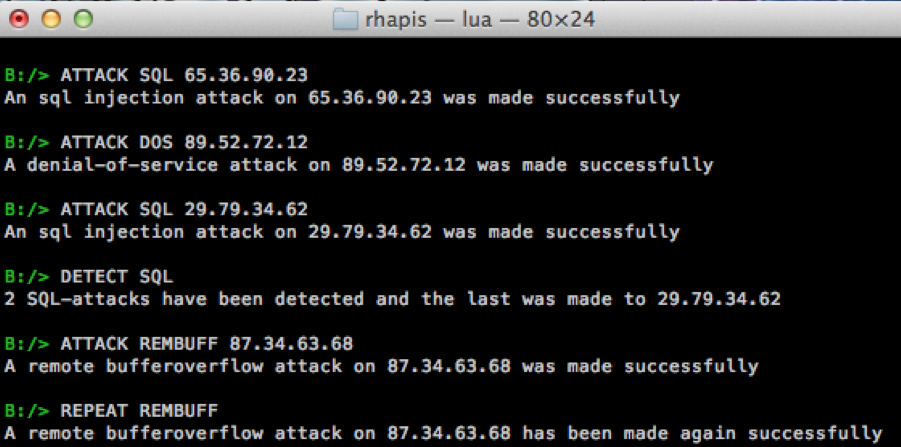 rhapis — lua — 80×24
B:/> ATTACK SQL 65.36.90.23
An sql injection attack on 65.36.90.23 was made successfully
B:/> ATTACK DOS 89.52.72.12
A denial-of-service attack on 89.52.72.12 was made successfully
B:/> ATTACK SQL 29.79.34.62
An sql injection attack on 29.79.34.62 was made successfully
B:/> DETECT SQL
2 SQL-attacks have been detected and the last was made to 29.79.34.62
B:/> ATTACK REMBUFF 87.34.63.68
A remote bufferoverflow attack on 87.34.63.68 was made successfully
B:/> REPEAT REMBUFF
A remote bufferoverflow attack on 87.34.63.68 has been made again successfully